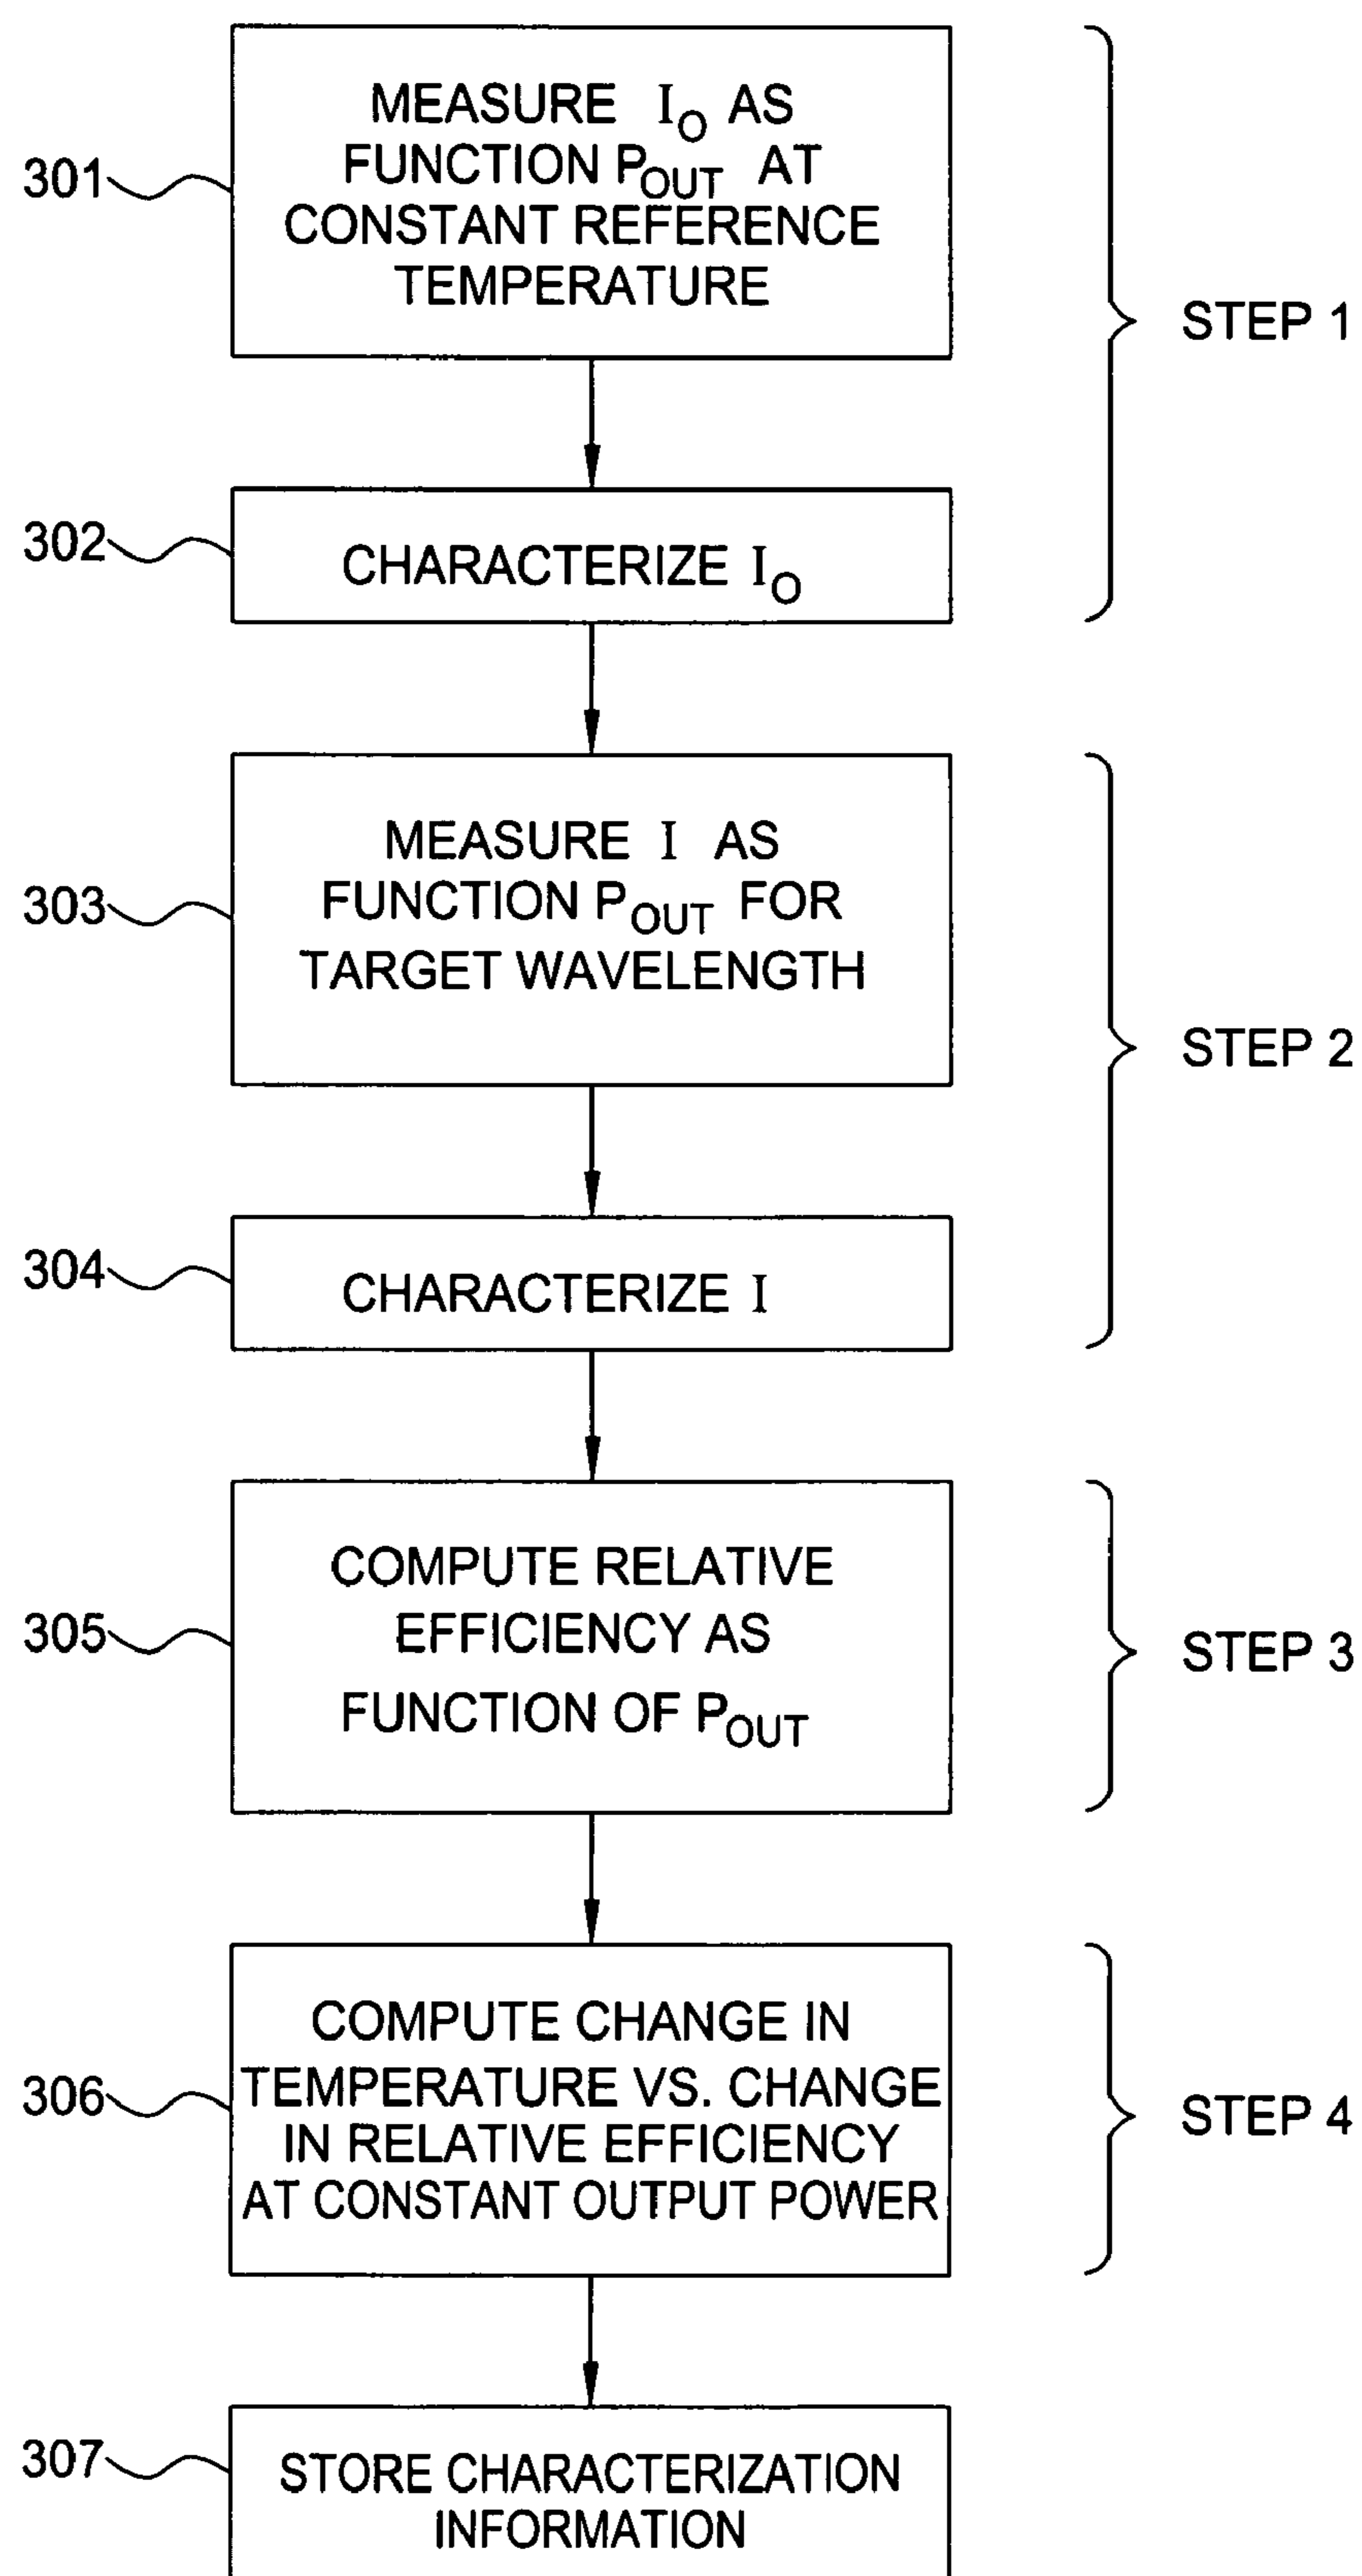 301
MEASURE I_O AS
FUNCTION P_OUT AT
CONSTANT REFERENCE
TEMPERATURE
STEP 1
302
CHARACTERIZE I_O
303
MEASURE I AS
FUNCTION P_OUT FOR
TARGET WAVELENGTH
STEP 2
304
CHARACTERIZE I
305
COMPUTE RELATIVE
EFFICIENCY AS
FUNCTION OF P_OUT
STEP 3
306
COMPUTE CHANGE IN
TEMPERATURE VS. CHANGE
IN RELATIVE EFFICIENCY
AT CONSTANT OUTPUT POWER
STEP 4
307
STORE CHARACTERIZATION
INFORMATION